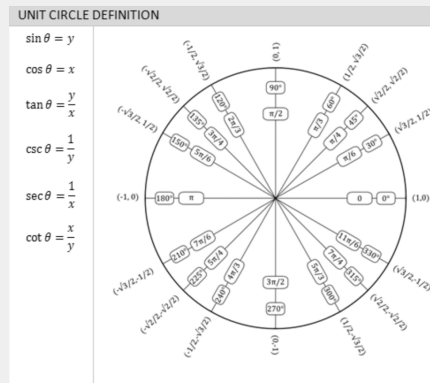 UNIT CIRCLE DEFINITION
sin θ = y
cos θ = x
tan θ = y/x
csc θ = 1/y
sec θ = 1/x
cot θ = x/y
(0, 1)
90°
π/2
(1/2, √3/2)
60°
π/3
(√2/2, √2/2)
45°
π/4
(√3/2, 1/2)
30°
π/6
(1,0)
0°
0
(√3/2,-1/2)
330°
11π/6
(√2/2,-√2/2)
315°
7π/4
(1/2,-√3/2)
300°
5π/3
(0,-1)
270°
3π/2
(-1/2,-√3/2)
240°
4π/3
(-√2/2,-√2/2)
225°
5π/4
(-√3/2,-1/2)
210°
7π/6
(-1, 0)
180°
π
(-√3/2, 1/2)
150°
5π/6
(-√2/2, √2/2)
135°
3π/4
(-1/2, √3/2)
120°
2π/3